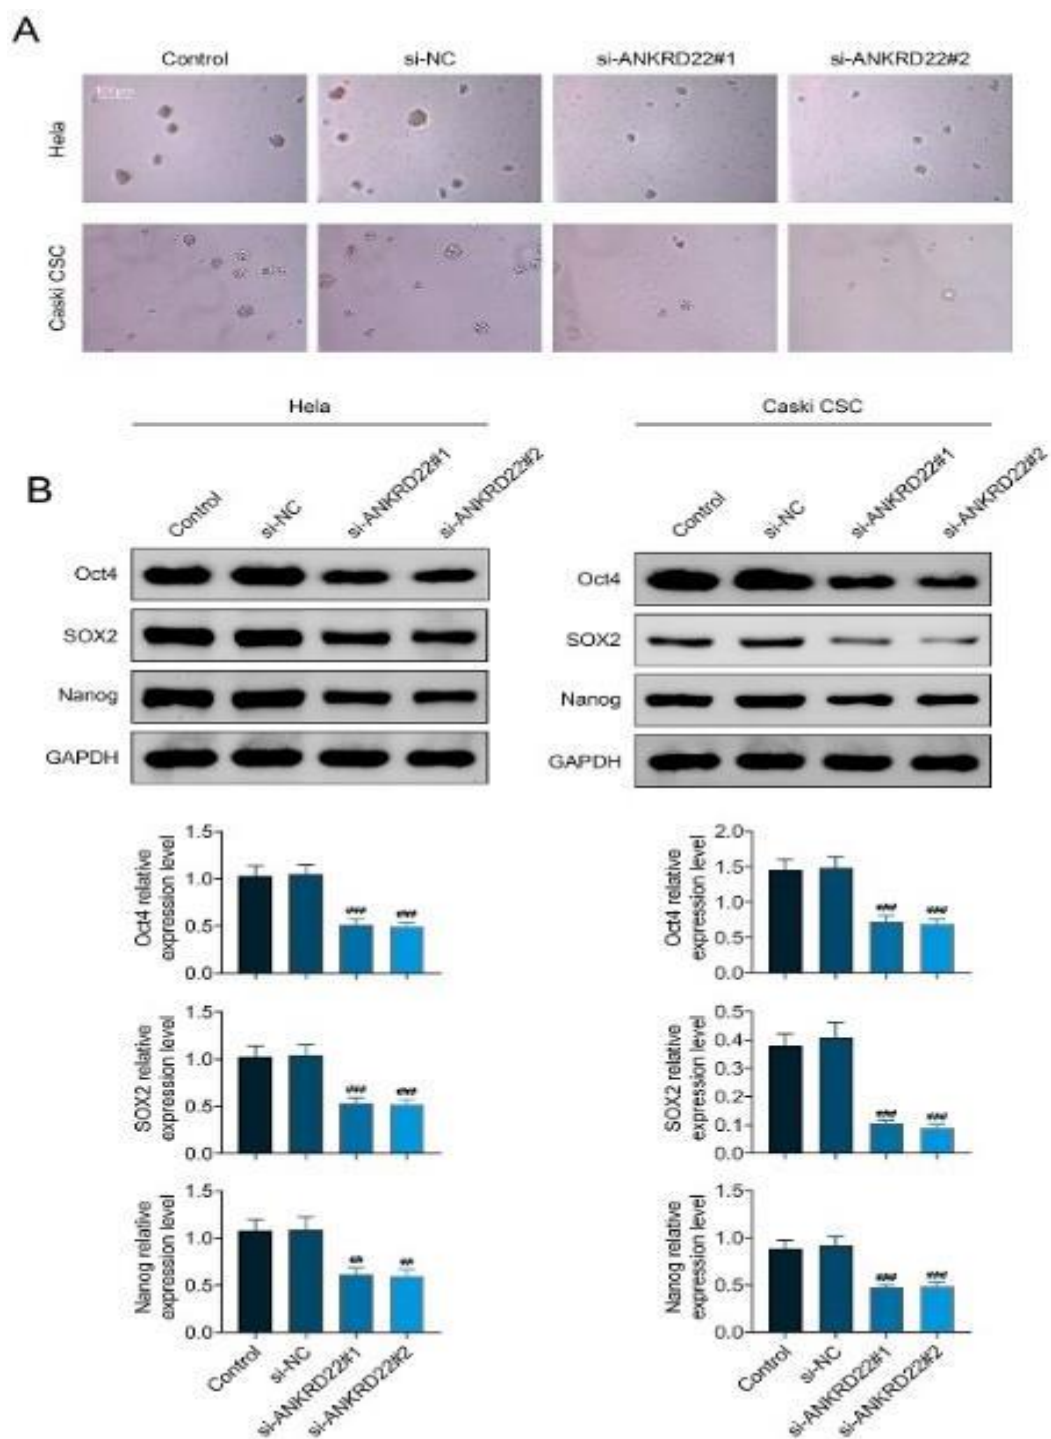 A
Control si-NC si-ANKRD22#1 si-ANKRD22#2
Hela
Caski CSC
Hela Caski CSC
B
Control si-NC si-ANKRD22#1 si-ANKRD22#2
Oct4
SOX2
Nanog
GAPDH
Control si-NC si-ANKRD22#1 si-ANKRD22#2
Oct4
SOX2
Nanog
GAPDH
Oct4 relative
expression level
1.5
1.0
0.5
0.0
###
###
Oct4 relative
expression level
2.0
1.5
1.0
0.5
0.0
###
###
SOX2 relative
expression level
1.5
1.0
0.5
0.0
###
###
SOX2 relative
expression level
0.5
0.4
0.3
0.2
0.1
0.0
###
###
Nanog relative
expression level
1.5
1.0
0.5
0.0
##
##
Control si-NC si-ANKRD22#1 si-ANKRD22#2
Nanog relative
expression level
1.5
1.0
0.5
0.0
###
###
Control si-NC si-ANKRD22#1 si-ANKRD22#2